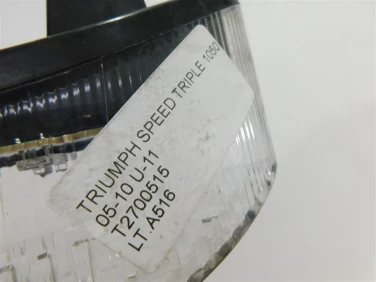 TRIUMPH SPEED TRIPLE 1050
05-10 U-11
T2700515
LT. A516